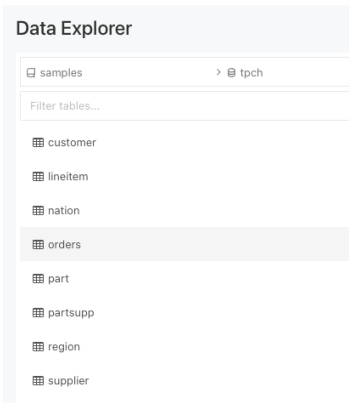 Data Explorer
samples > tpch
Filter tables...
customer
lineitem
nation
orders
part
partsupp
region
supplier